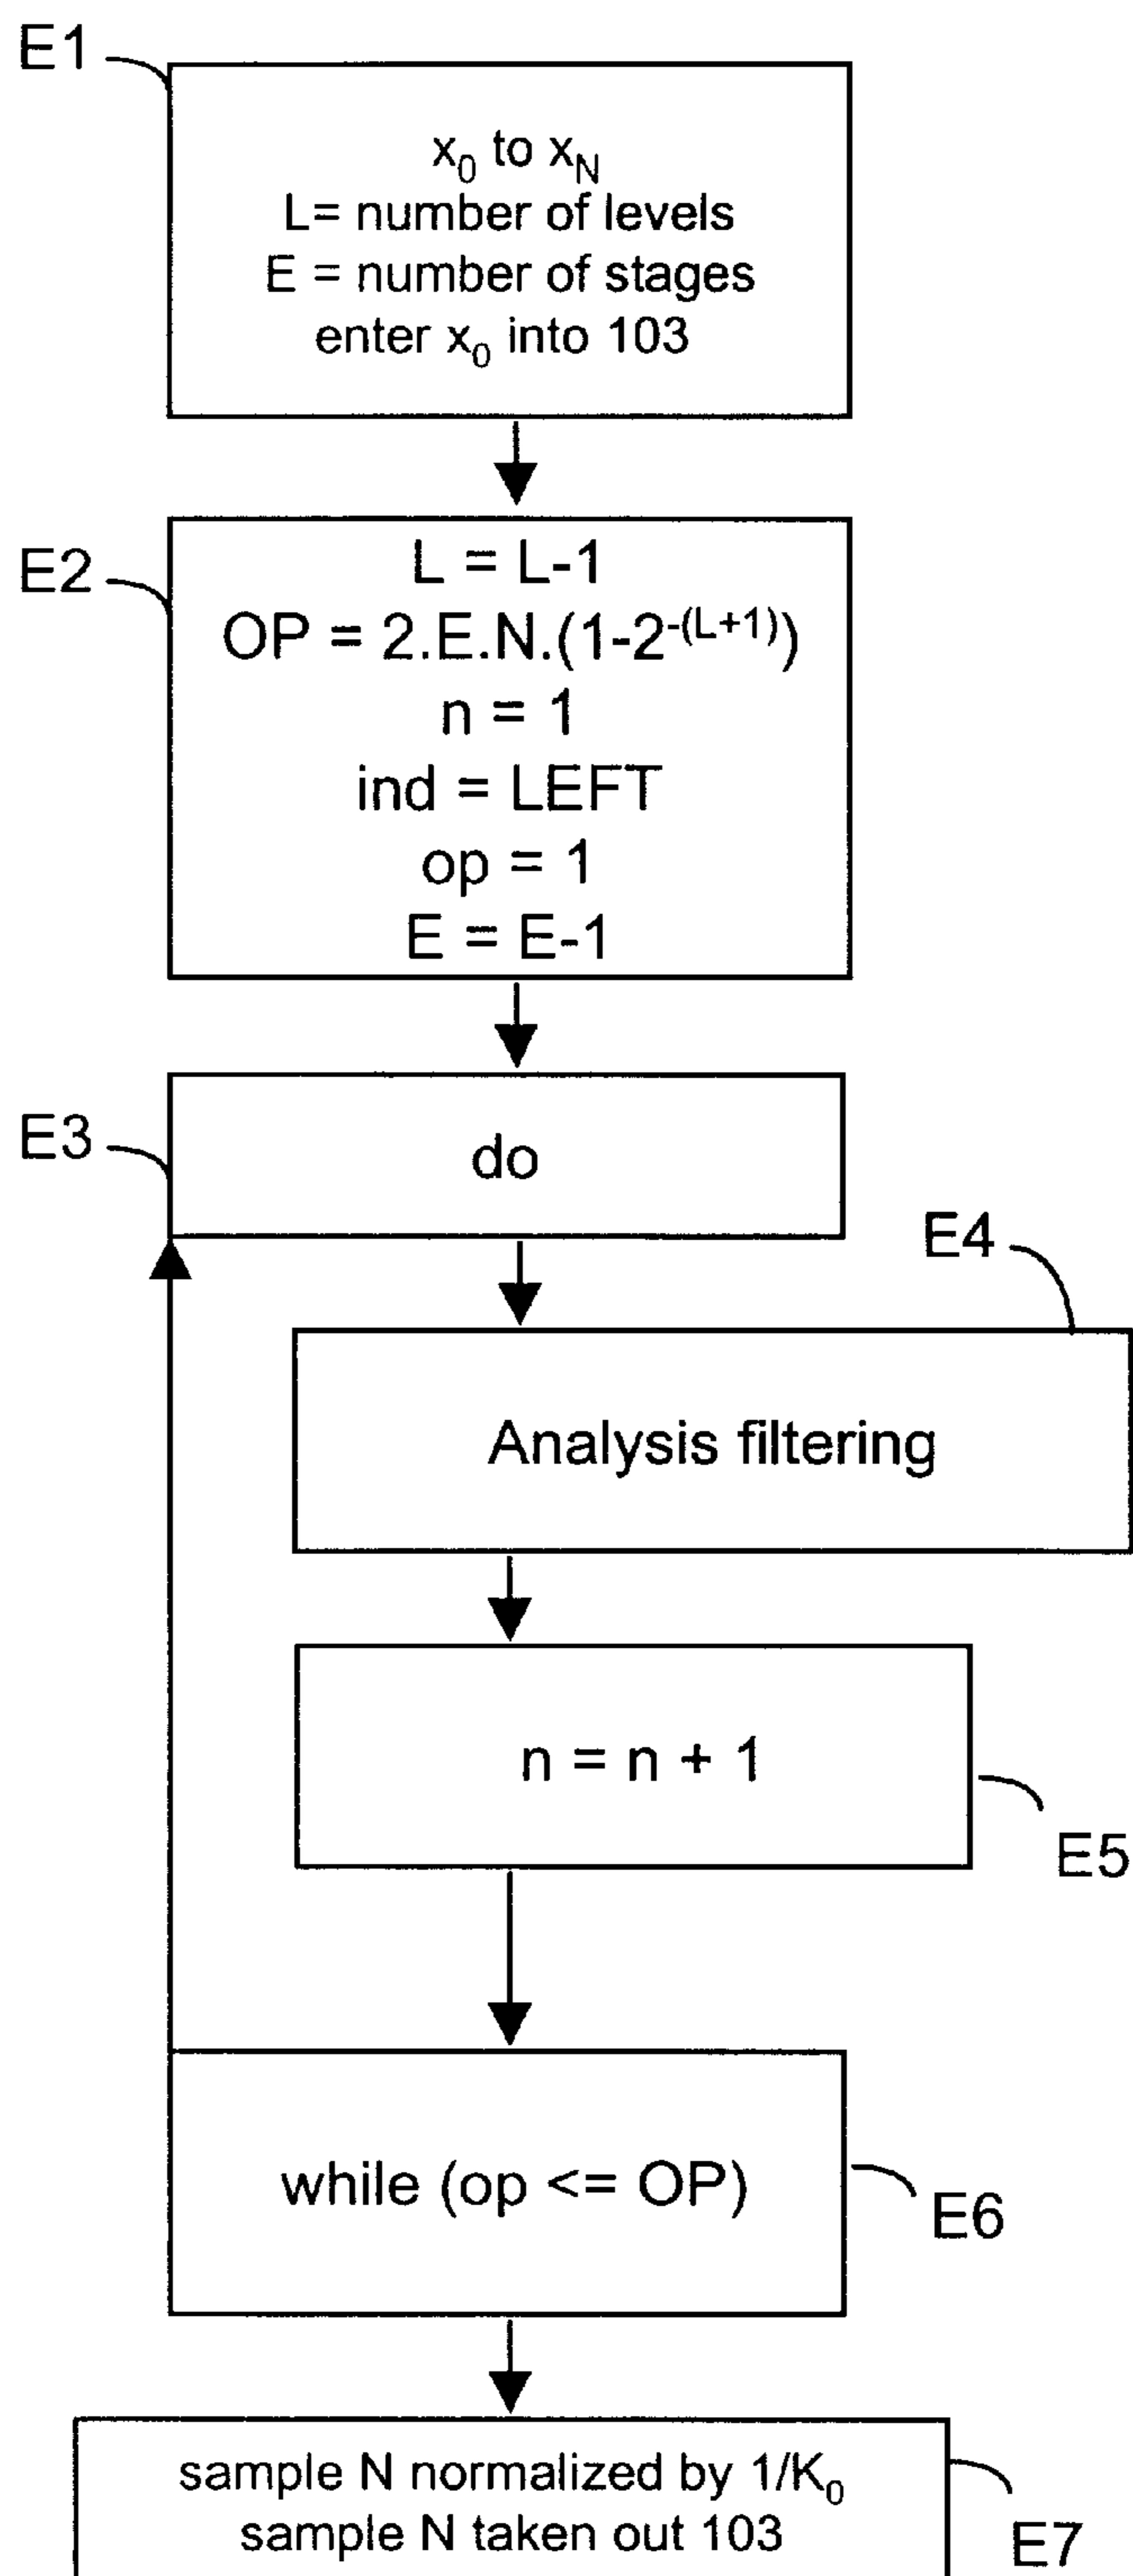 E1
x₀ to x_N
L= number of levels
E = number of stages
enter x₀ into 103
E2
L = L-1
OP = 2.E.N.(1-2^-(L+1))
n = 1
ind = LEFT
op = 1
E = E-1
E3
do
E4
Analysis filtering
n = n + 1
E5
while (op <= OP)
E6
sample N normalized by 1/K₀
sample N taken out 103
E7